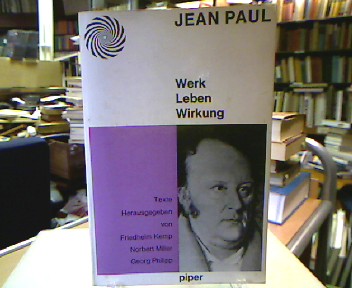 JEAN PAUL
Werk
Leben
Wirkung
Texte
Herausgegeben
von
Friedhelm Kemp
Norbert Miller
Georg Philipp
piper